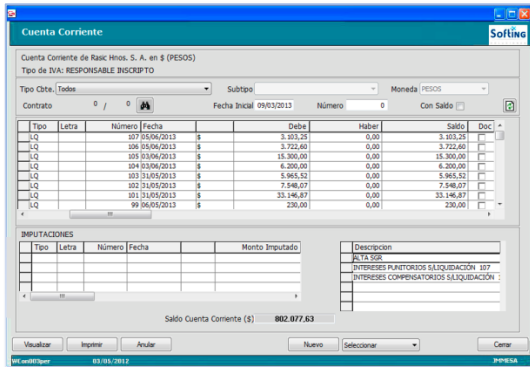 Cuenta Corriente
Softing
Cuenta Corriente de Rasic Hnos. S. A. en $ (PESOS)
Tipo de IVA: RESPONSABLE INSCRIPTO
Tipo Cbte. Todos Subtipo Moneda PESOS
Contrato 0 / 0 Fecha Inicial 09/03/2013 Número 0 Con Saldo
Tipo Letra Número Fecha Debe Haber Saldo Doc
LQ 107 05/06/2013 $ 3.103,25 0,00 3.103,25
LQ 106 05/06/2013 $ 3.722,60 0,00 3.722,60
LQ 105 03/06/2013 $ 15.300,00 0,00 15.300,00
LQ 104 03/06/2013 $ 6.200,00 0,00 6.200,00
LQ 103 31/05/2013 $ 5.965,52 0,00 5.965,52
LQ 102 31/05/2013 $ 7.548,07 0,00 7.548,07
LQ 101 31/05/2013 $ 33.146,87 0,00 33.146,87
LQ 99 06/05/2013 $ 230,00 0,00 230,00
IMPUTACIONES
Tipo Letra Número Fecha Monto Imputado
Descripcion
ALTA SGR
INTERESES PUNITORIOS S/LIQUIDACIÓN 107
INTERESES COMPENSATORIOS S/LIQUIDACIÓN
Saldo Cuenta Corriente ($) 802.077,63
Visualizar Imprimir Anular Nuevo Seleccionar Cerrar
03/05/2012